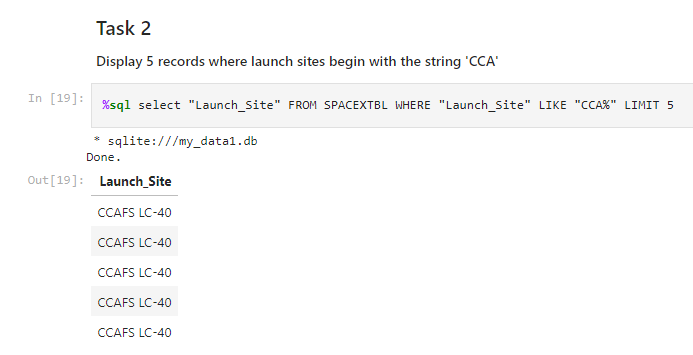 Task 2
Display 5 records where launch sites begin with the string 'CCA'
In [19]: %sql select "Launch_Site" FROM SPACEXTBL WHERE "Launch_Site" LIKE "CCA%" LIMIT 5
* sqlite:///my_data1.db
Done.
Out[19]: Launch_Site
CCAFS LC-40
CCAFS LC-40
CCAFS LC-40
CCAFS LC-40
CCAFS LC-40